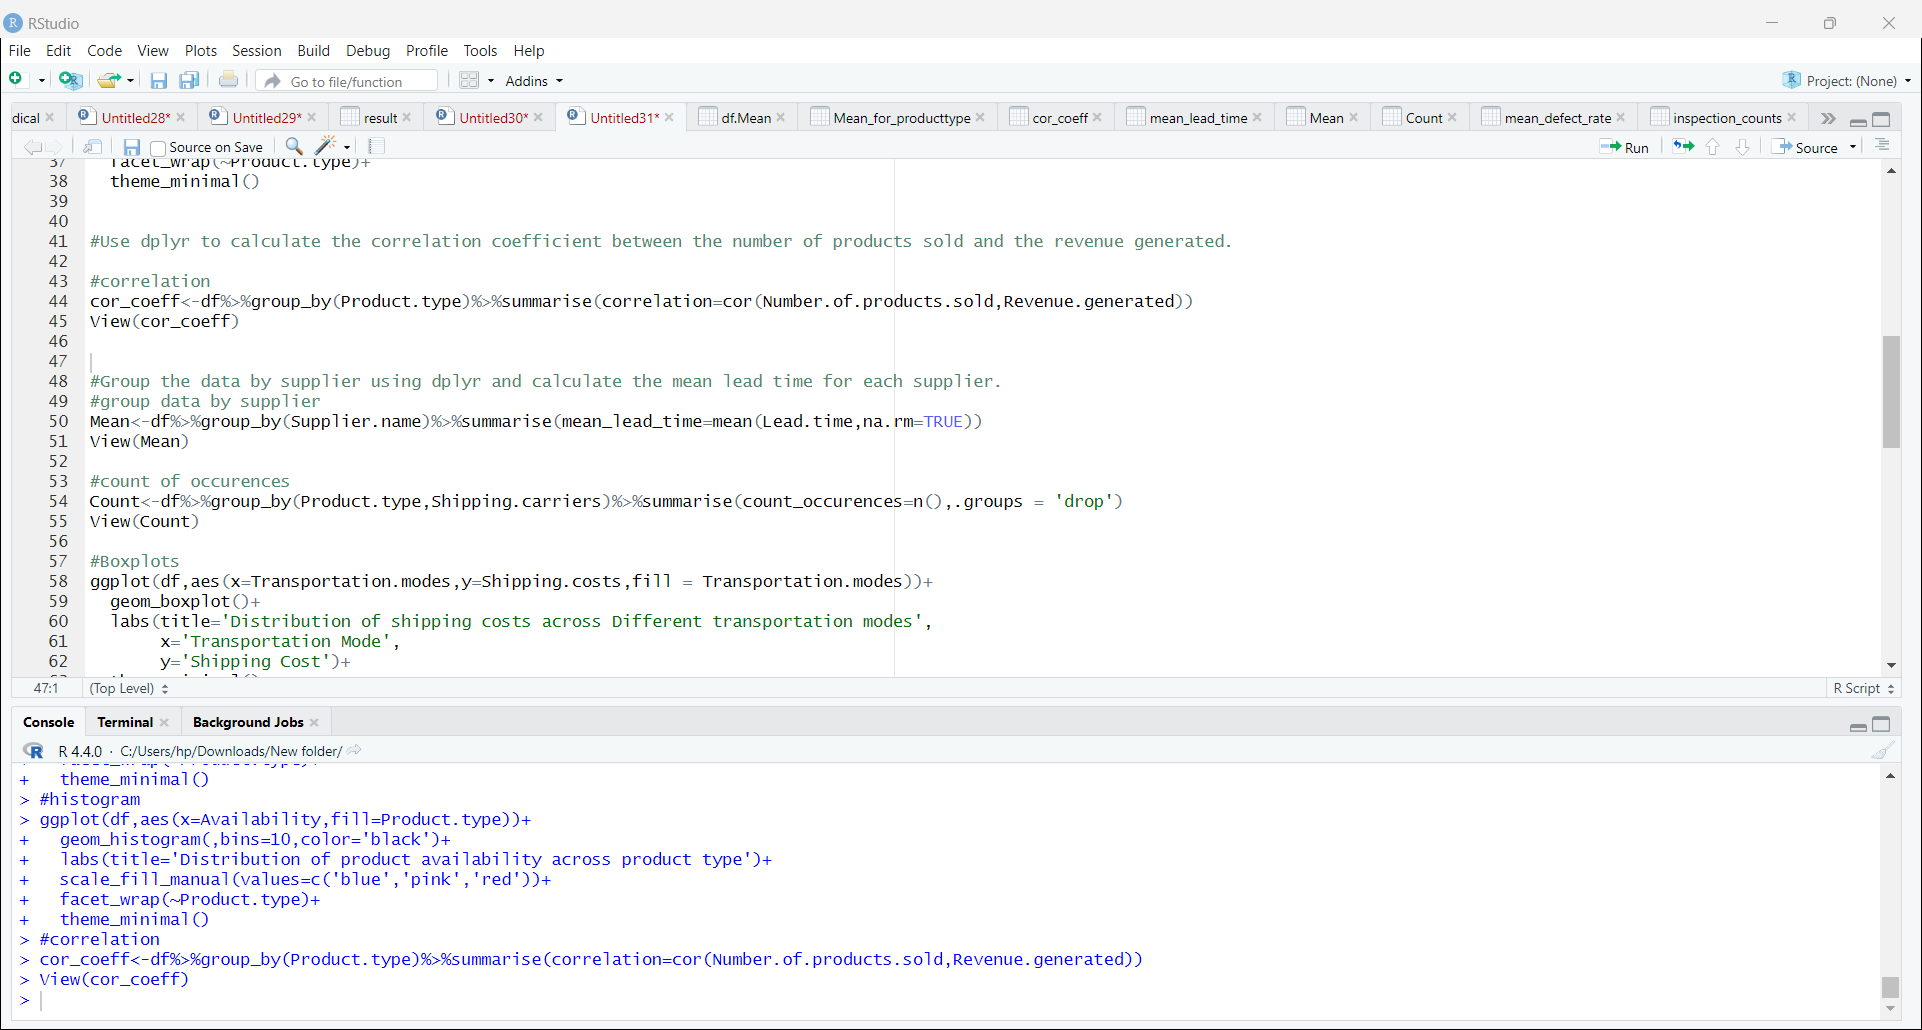 RStudio
File Edit Code View Plots Session Build Debug Profile Tools Help
Go to file/function Addins Project: (None)
dical Untitled28* Untitled29* result Untitled30* Untitled31* df.Mean Mean_for_producttype cor_coeff mean_lead_time Mean Count mean_defect_rate inspection_counts
Source on Save Run Source
37 facet_wrap(~Product.type)+
38 theme_minimal()
39
40
41 #Use dplyr to calculate the correlation coefficient between the number of products sold and the revenue generated.
42
43 #correlation
44 cor_coeff<-df%>%group_by(Product.type)%>%summarise(correlation=cor(Number.of.products.sold,Revenue.generated))
45 View(cor_coeff)
46
47
48 #Group the data by supplier using dplyr and calculate the mean lead time for each supplier.
49 #group data by supplier
50 Mean<-df%>%group_by(Supplier.name)%>%summarise(mean_lead_time=mean(Lead.time,na.rm=TRUE))
51 View(Mean)
52
53 #count of occurences
54 Count<-df%>%group_by(Product.type,Shipping.carriers)%>%summarise(count_occurences=n(),.groups = 'drop')
55 View(Count)
56
57 #Boxplots
58 ggplot(df,aes(x=Transportation.modes,y=Shipping.costs,fill = Transportation.modes))+
59 geom_boxplot()+
60 labs(title='Distribution of shipping costs across Different transportation modes',
61 x='Transportation Mode',
62 y='Shipping Cost')+
47:1 (Top Level) R Script
Console Terminal Background Jobs
R 4.4.0 · C:/Users/hp/Downloads/New folder/
+ theme_minimal()
> #histogram
> ggplot(df,aes(x=Availability,fill=Product.type))+
+ geom_histogram(,bins=10,color='black')+
+ labs(title='Distribution of product availability across product type')+
+ scale_fill_manual(values=c('blue','pink','red'))+
+ facet_wrap(~Product.type)+
+ theme_minimal()
> #correlation
> cor_coeff<-df%>%group_by(Product.type)%>%summarise(correlation=cor(Number.of.products.sold,Revenue.generated))
> View(cor_coeff)
>